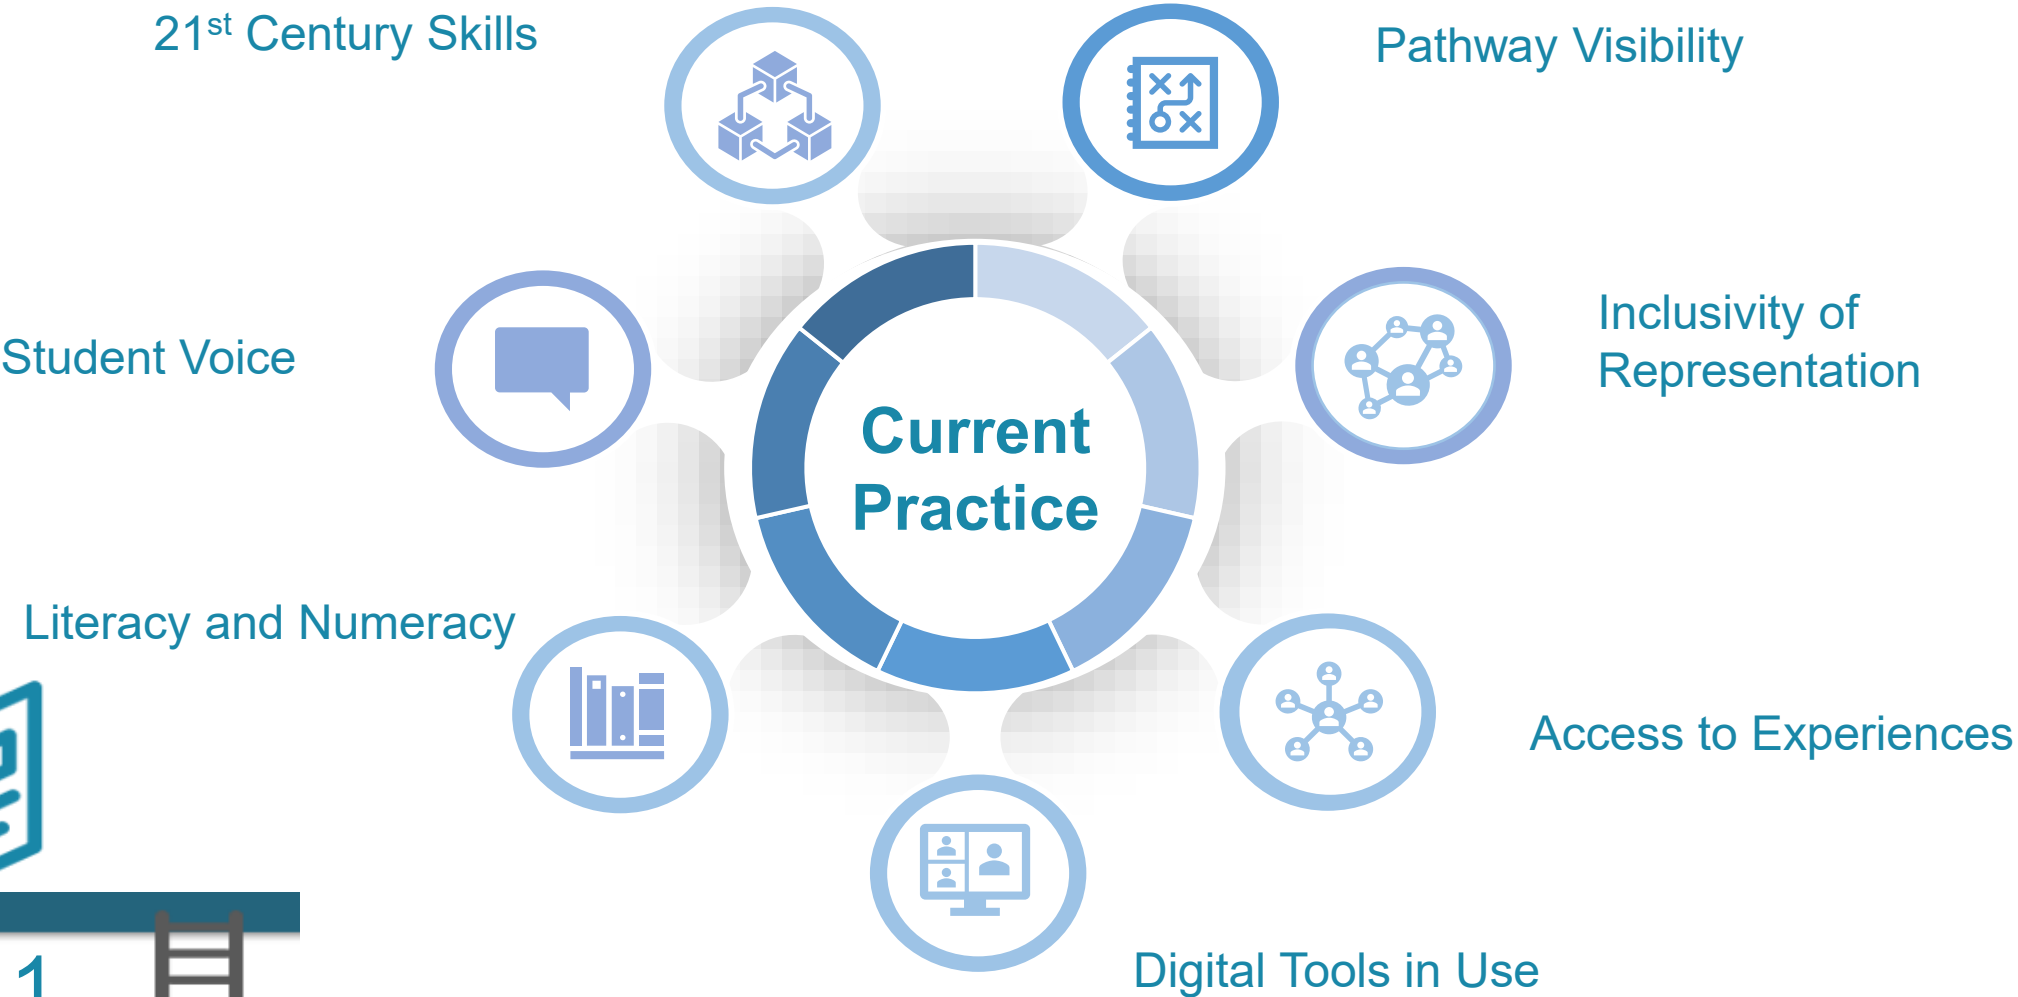 21st Century Skills
Pathway Visibility
Inclusivity of
Representation
Student Voice
Current
Practice
Literacy and Numeracy
Access to Experiences
Digital Tools in Use
1